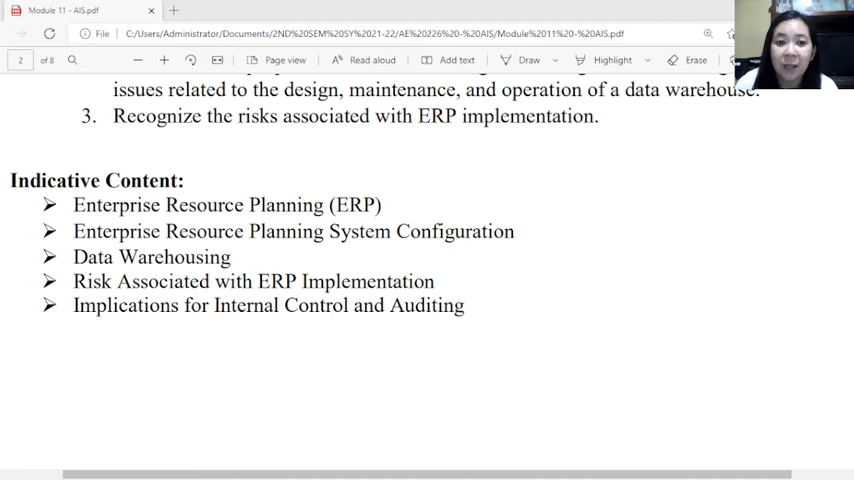 Module 11 - AIS.pdf
File
C:/Users/Administrator/Documents/2ND%20SEM%20SY%2021-22/AE%20226%20-%20AIS/Module%2011%20-%20AIS.pdf
2 of 8
Page view
Read aloud
Add text
Draw
Highlight
Erase
issues related to the design, maintenance, and operation of a data warehouse.
3. Recognize the risks associated with ERP implementation.
Indicative Content:
➢ Enterprise Resource Planning (ERP)
➢ Enterprise Resource Planning System Configuration
➢ Data Warehousing
➢ Risk Associated with ERP Implementation
➢ Implications for Internal Control and Auditing